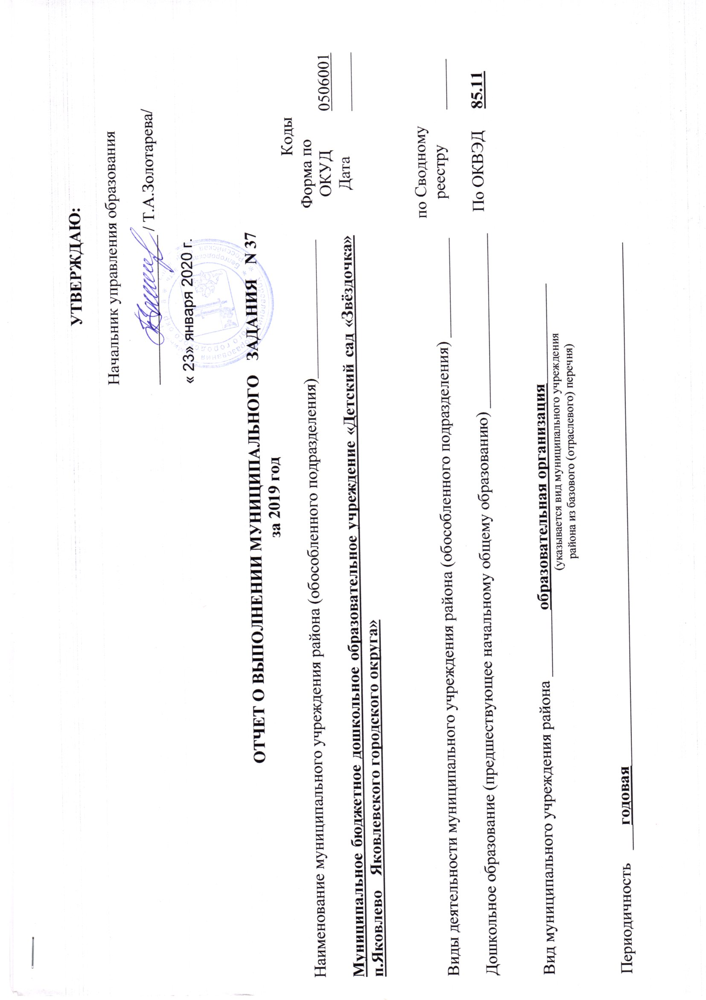 УТВЕРЖДАЮ:
Начальник управления образования
/ Т.А.Золотарева/
« 23» января 2020 г.
ОТЧЕТ О ВЫПОЛНЕНИИ МУНИЦИПАЛЬНОГО ЗАДАНИЯ N 37
за 2019 год
Коды
Наименование муниципального учреждения района (обособленного подразделения)
Форма по ОКУД 0506001
Дата
Муниципальное бюджетное дошкольное образовательное учреждение «Детский сад «Звёздочка»
п.Яковлево Яковлевского городского округа»
по Сводному
реестру
Виды деятельности муниципального учреждения района (обособленного подразделения)
Дошкольное образование (предшествующее начальному общему образованию)
По ОКВЭД 85.11
Вид муниципального учреждения района образовательная организация
(указывается вид муниципального учреждения
района из базового (отраслевого) перечня)
Периодичность годовая